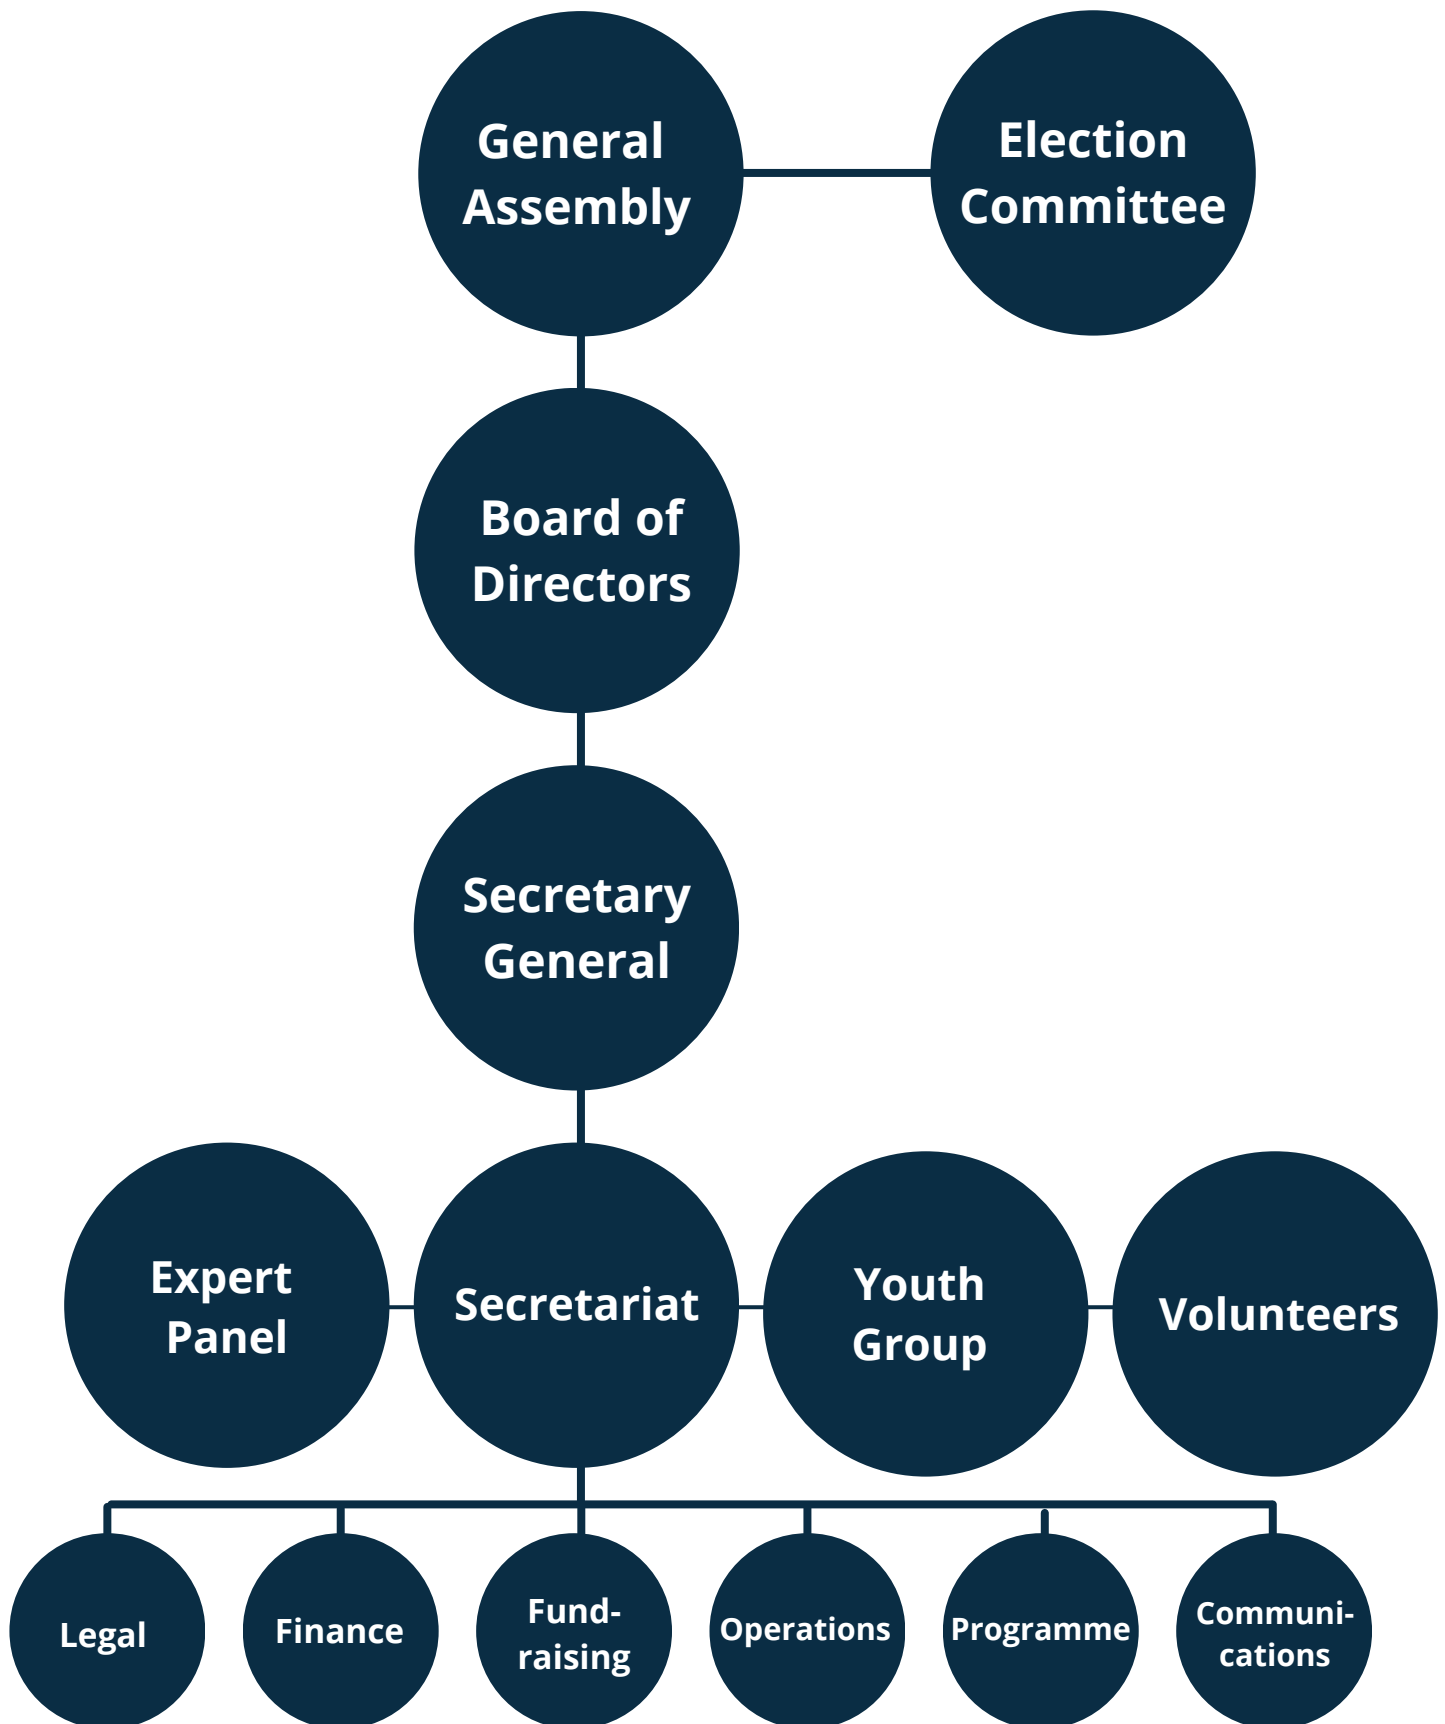 General
Assembly
Election
Committee
Board of
Directors
Secretary
General
Expert
Panel
Secretariat
Youth
Group
Volunteers
Legal
Finance
Fund-
raising
Operations
Programme
Communi-
cations